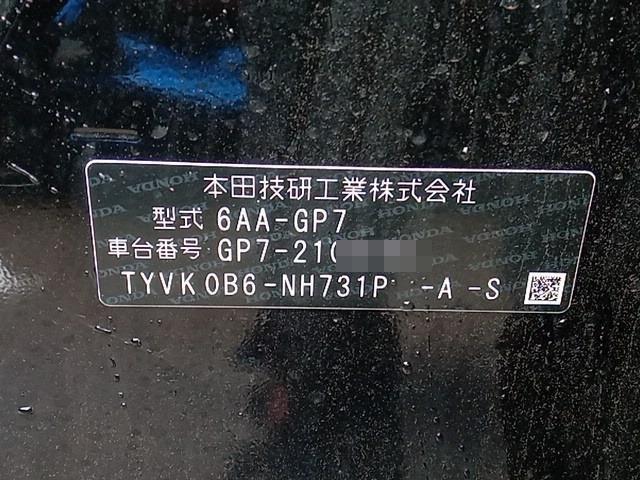 本田技研工業株式会社
型式 6AA-GP7
車台番号 GP7-210
TYVK0B6-NH731P -A -S